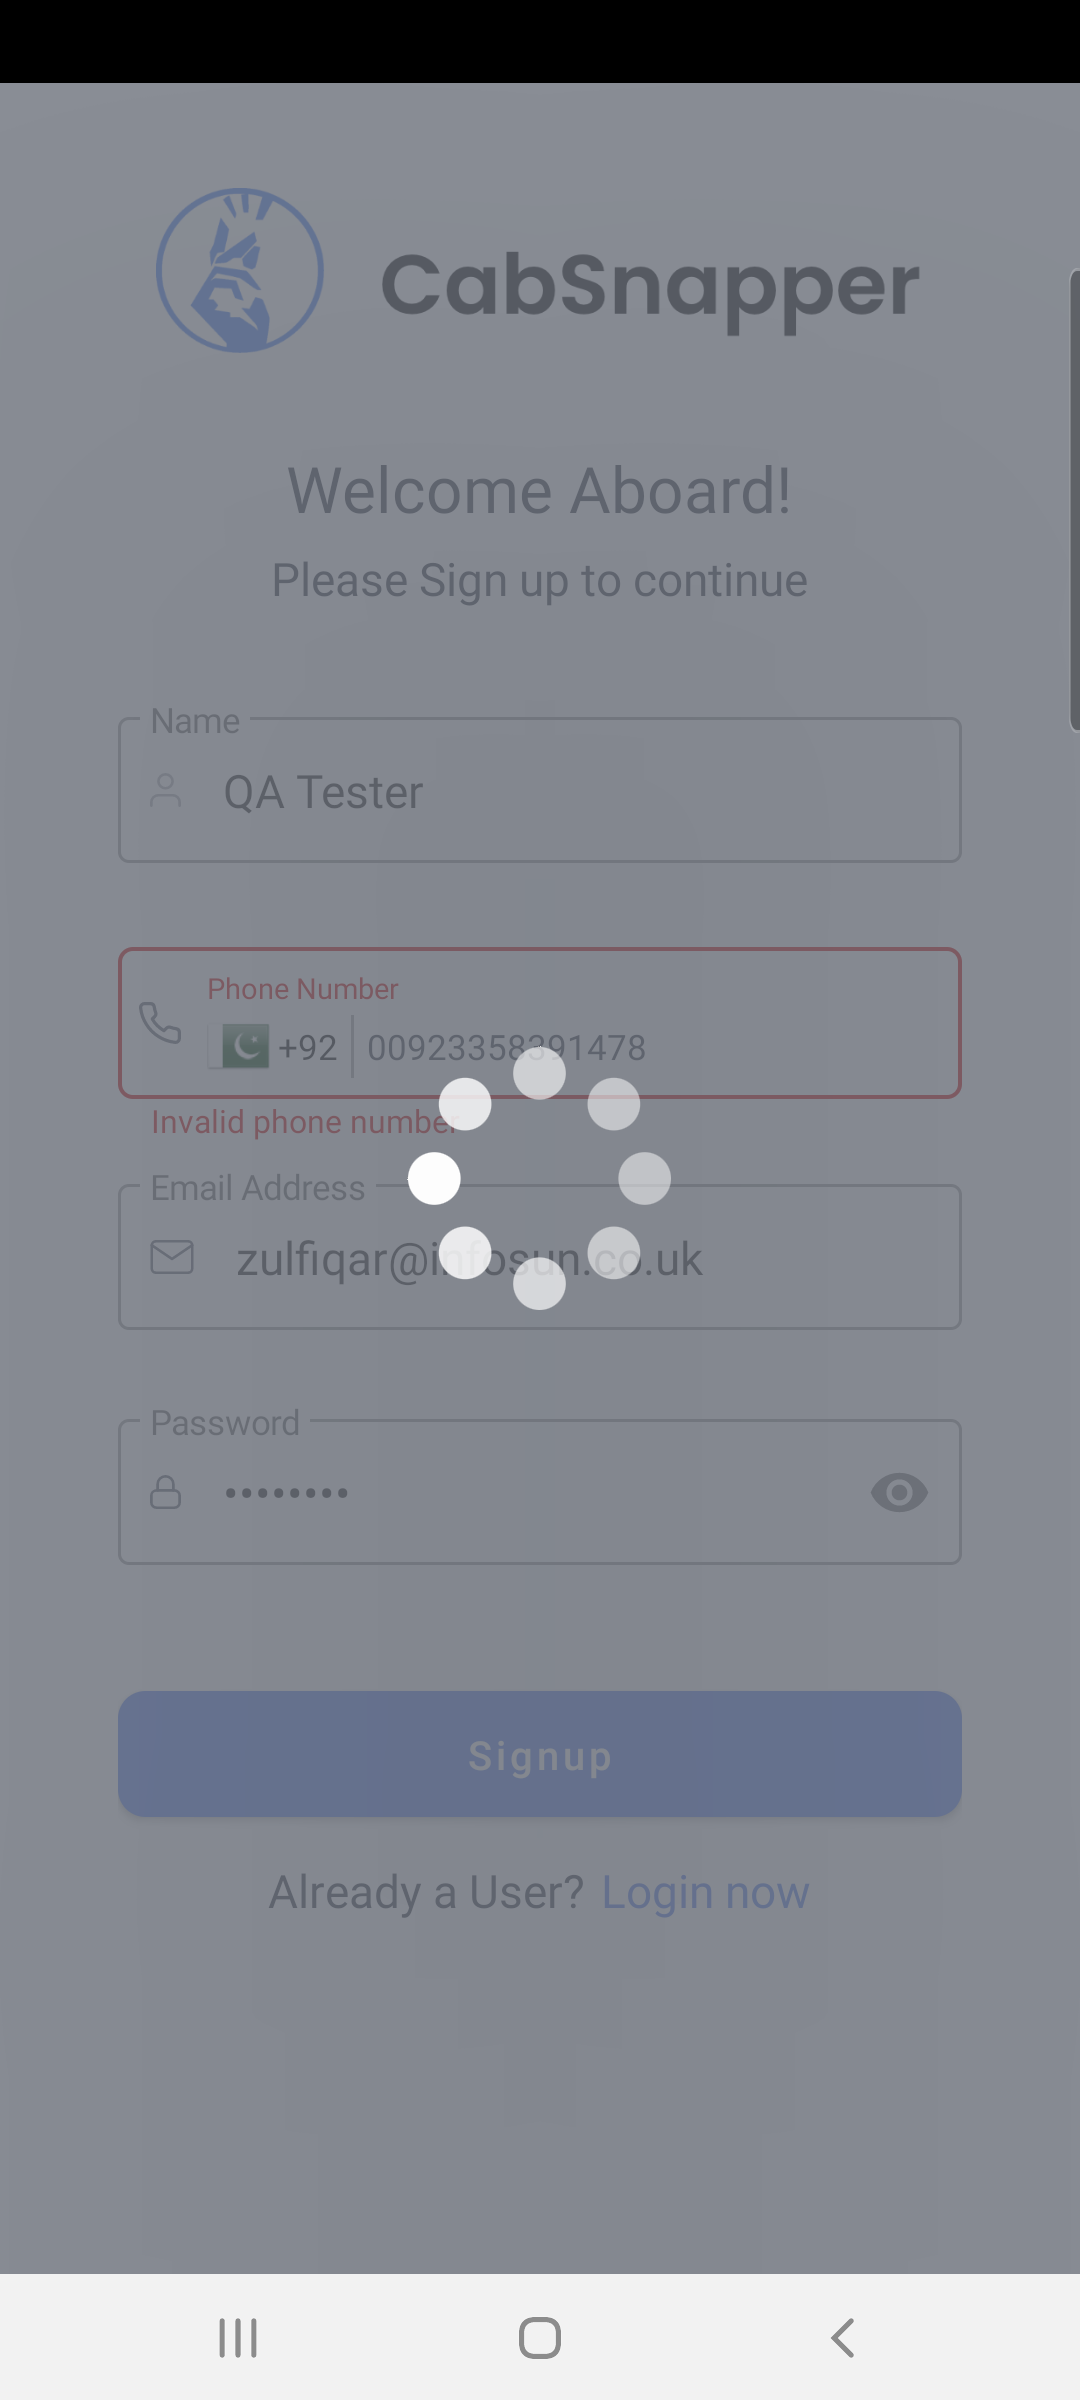 CabSnapper
Welcome Aboard!
Please Sign up to continue
Name
QA Tester
Phone Number
+92 00923358391478
Invalid phone number
Email Address
zulfiqar@infosun.co.uk
Password
Signup
Already a User? Login now